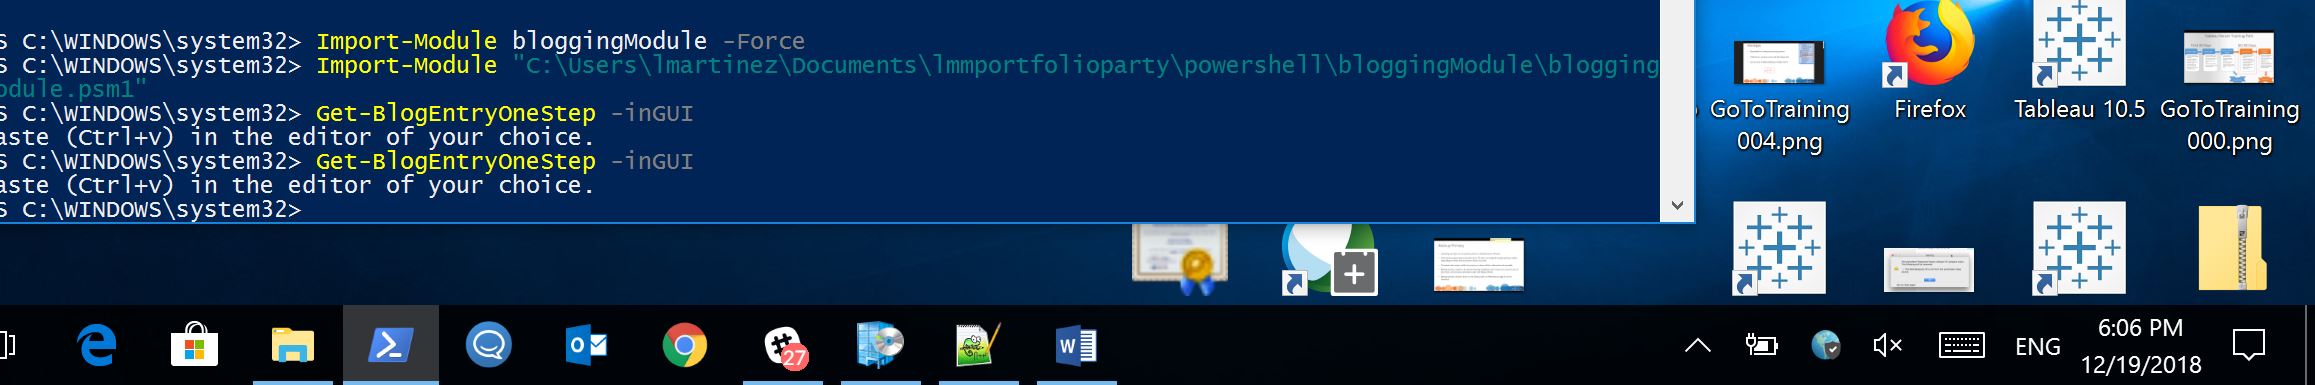 S C:\WINDOWS\system32> Import-Module bloggingModule -Force
S C:\WINDOWS\system32> Import-Module "C:\Users\lmartinez\Documents\lmmportfolioparty\powershell\bloggingModule\blogging
odule.psm1"
S C:\WINDOWS\system32> Get-BlogEntryOneStep -inGUI
aste (Ctrl+v) in the editor of your choice.
S C:\WINDOWS\system32> Get-BlogEntryOneStep -inGUI
aste (Ctrl+v) in the editor of your choice.
S C:\WINDOWS\system32>
GoToTraining
004.png
Firefox
Tableau 10.5
GoToTraining
000.png
27
ENG
6:06 PM
12/19/2018